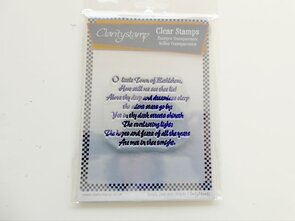 Claritystamp
Clear Stamps
O little Town of Bethlehem,
How still we see thee lie!
Above thy deep and dreamless sleep
the silent stars go by;
Yet in thy dark streets shineth
The everlasting light;
The hopes and fears of all the years
Are met in thee tonight.